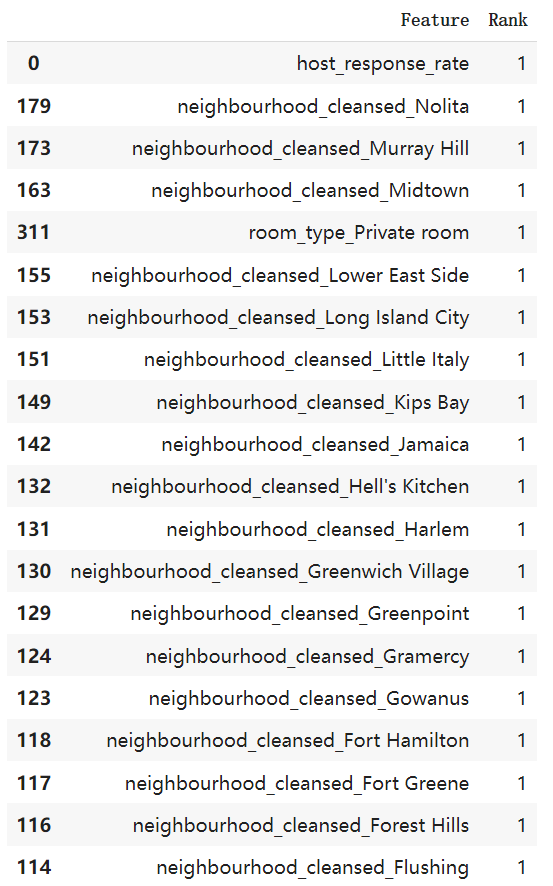 Feature Rank
0 host_response_rate 1
179 neighbourhood_cleansed_Nolita 1
173 neighbourhood_cleansed_Murray Hill 1
163 neighbourhood_cleansed_Midtown 1
311 room_type_Private room 1
155 neighbourhood_cleansed_Lower East Side 1
153 neighbourhood_cleansed_Long Island City 1
151 neighbourhood_cleansed_Little Italy 1
149 neighbourhood_cleansed_Kips Bay 1
142 neighbourhood_cleansed_Jamaica 1
132 neighbourhood_cleansed_Hell's Kitchen 1
131 neighbourhood_cleansed_Harlem 1
130 neighbourhood_cleansed_Greenwich Village 1
129 neighbourhood_cleansed_Greenpoint 1
124 neighbourhood_cleansed_Gramercy 1
123 neighbourhood_cleansed_Gowanus 1
118 neighbourhood_cleansed_Fort Hamilton 1
117 neighbourhood_cleansed_Fort Greene 1
116 neighbourhood_cleansed_Forest Hills 1
114 neighbourhood_cleansed_Flushing 1